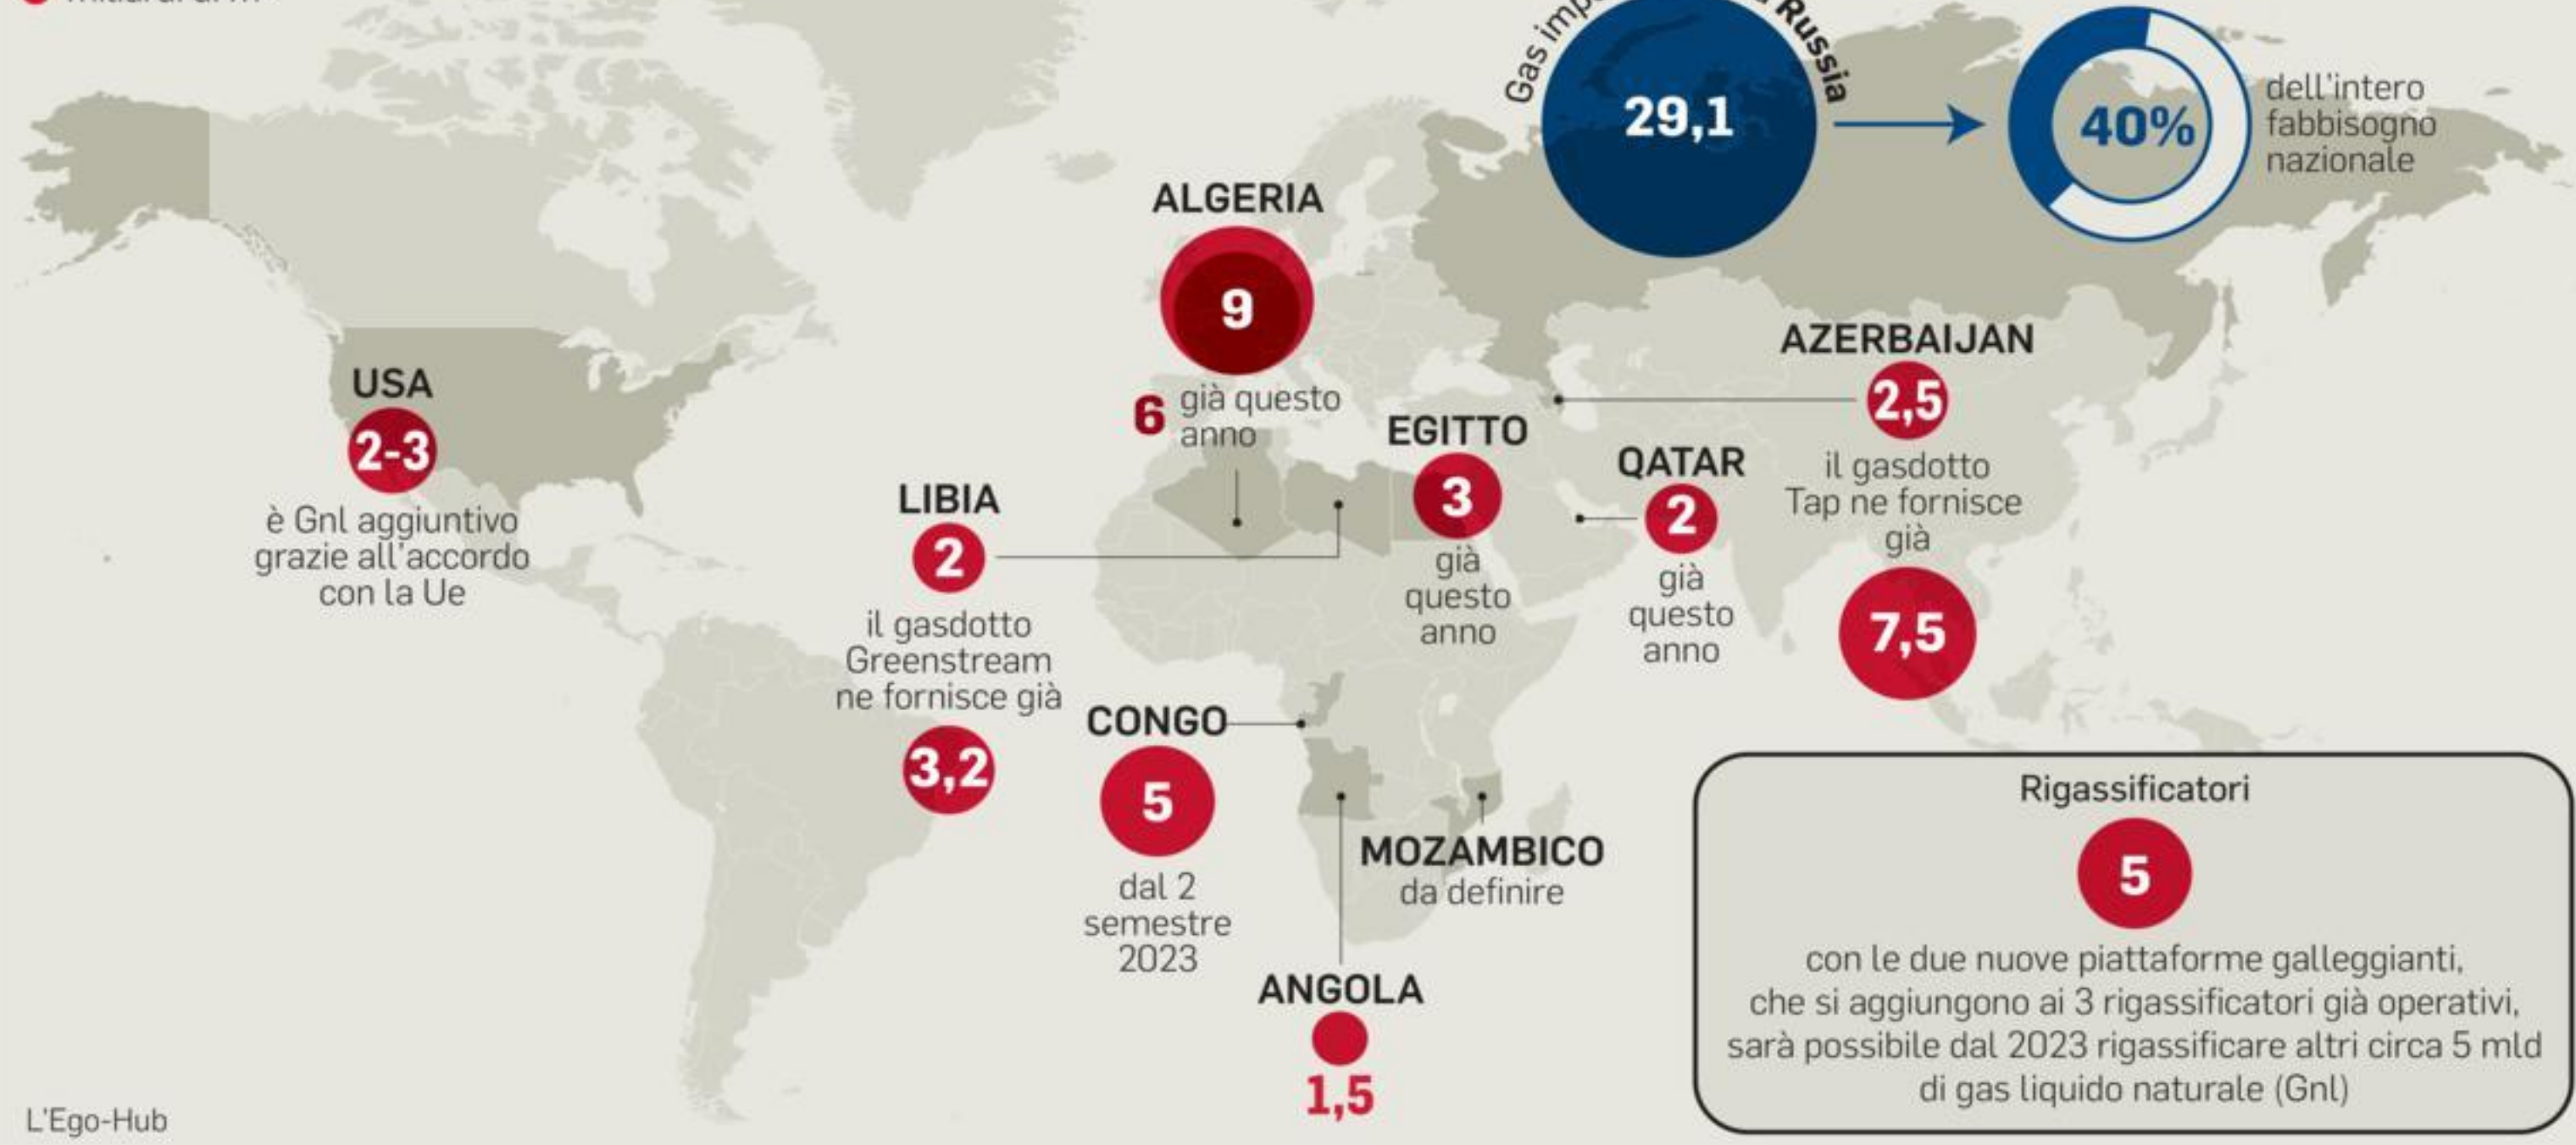 Gas
Russia
29,1
40%
dell'intero
fabbisogno
nazionale
ALGERIA
9
6
già questo
anno
USA
2-3
è Gnl aggiuntivo
grazie all'accordo
con la Ue
LIBIA
2
il gasdotto
Greenstream
ne fornisce già
3,2
EGITTO
3
già
questo
anno
QATAR
2
già
questo
anno
AZERBAIJAN
2,5
il gasdotto
Tap ne fornisce
già
7,5
CONGO
5
dal 2
semestre
2023
MOZAMBICO
da definire
ANGOLA
1,5
Rigassificatori
5
con le due nuove piattaforme galleggianti,
che si aggiungono ai 3 rigassificatori già operativi,
sarà possibile dal 2023 rigassificare altri circa 5 mld
di gas liquido naturale (Gnl)
L'Ego-Hub